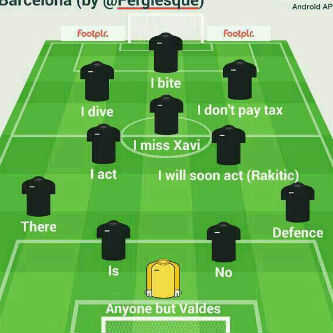 Barcelona (by @Fergiesque)
Android AP
Footplr.
Footplr.
I bite
I dive
I don't pay tax
I miss Xavi
I act
I will soon act (Rakitic)
There
Defence
Is
No
Anyone but Valdes